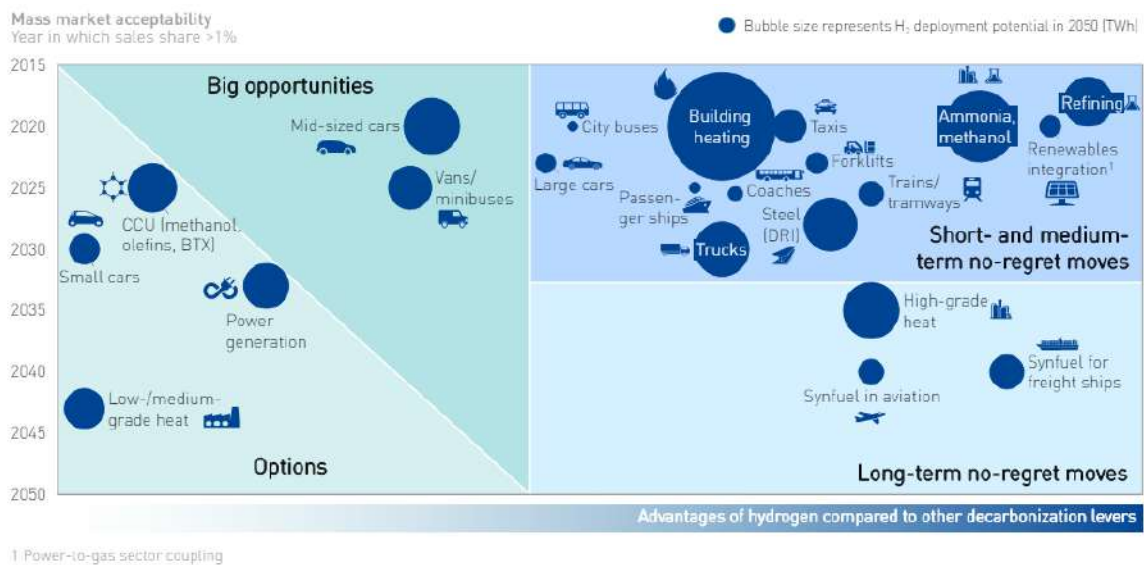 Mass market acceptability
Year in which sales share >1%
Bubble size represents H₂ deployment potential in 2050 (TWh)
2015
2020
2025
2030
2035
2040
2045
2050
Big opportunities
Mid-sized cars
Vans/
minibuses
CCU (methanol,
olefins, BTX)
Small cars
Power
generation
Low-/medium-
grade heat
Options
City buses
Building
heating
Taxis
Ammonia,
methanol
Refining
Renewables
integration¹
Large cars
Forklifts
Coaches
Passen-
ger ships
Trains/
tramways
Steel
(DRI)
Trucks
Short- and medium-
term no-regret moves
High-grade
heat
Synfuel for
freight ships
Synfuel in aviation
Long-term no-regret moves
Advantages of hydrogen compared to other decarbonization levers
1 Power-to-gas sector coupling